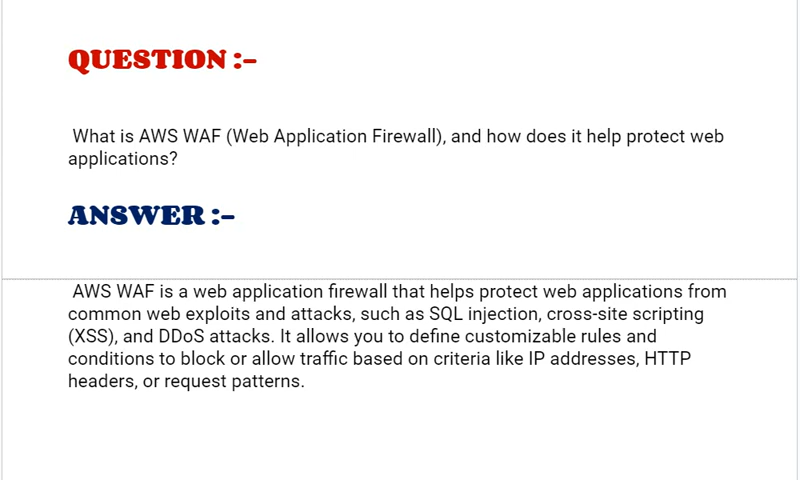 QUESTION :-
What is AWS WAF (Web Application Firewall), and how does it help protect web
applications?
ANSWER :-
AWS WAF is a web application firewall that helps protect web applications from
common web exploits and attacks, such as SQL injection, cross-site scripting
(XSS), and DDoS attacks. It allows you to define customizable rules and
conditions to block or allow traffic based on criteria like IP addresses, HTTP
headers, or request patterns.